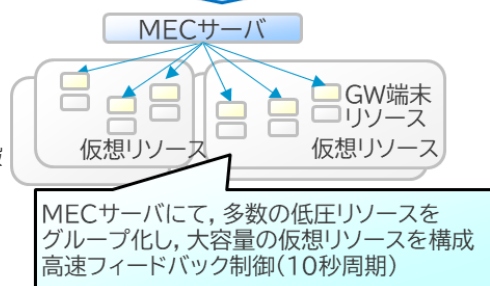 MECサーバ
GW端末
リソース
仮想リソース
仮想リソース
MECサーバにて，多数の低圧リソースを
グループ化し，大容量の仮想リソースを構成
高速フィードバック制御(10秒周期)